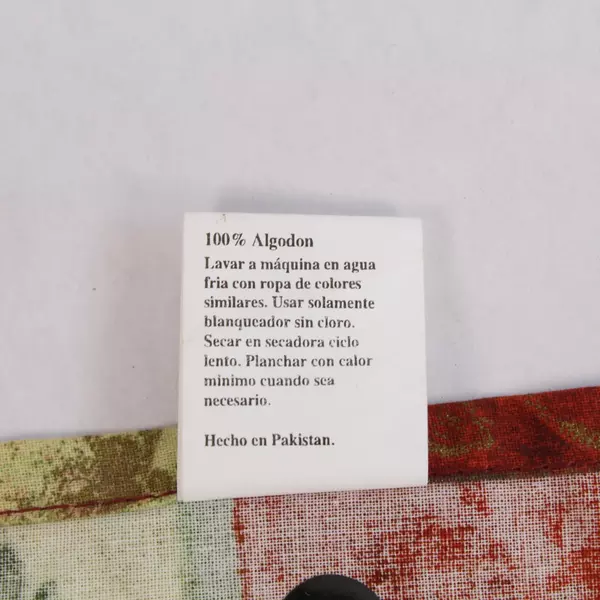 100% Algodon
Lavar a máquina en agua
fria con ropa de colores
similares. Usar solamente
blanqueador sin cloro.
Secar en secadora ciclo
lento. Planchar con calor
minimo cuando sea
necesario.
Hecho en Pakistan.